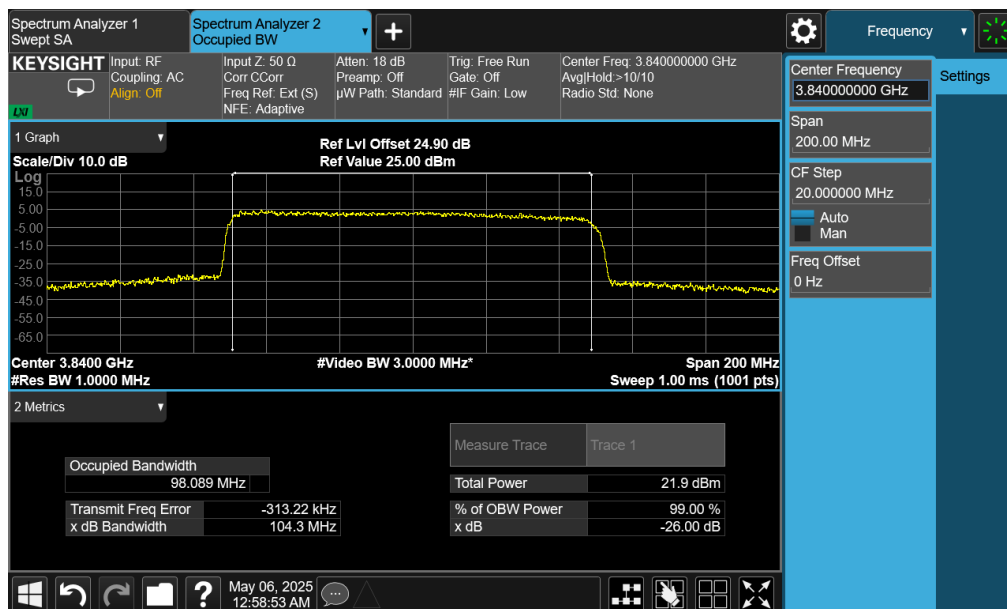 Spectrum Analyzer 1
Swept SA
Spectrum Analyzer 2
Occupied BW
Frequency
KEYSIGHT
LXI
Input: RF
Coupling: AC
Align: Off
Input Z: 50 Ω
Corr CCorr
Freq Ref: Ext (S)
NFE: Adaptive
Atten: 18 dB
Preamp: Off
µW Path: Standard
Trig: Free Run
Gate: Off
#IF Gain: Low
Center Freq: 3.840000000 GHz
Avg|Hold:>10/10
Radio Std: None
Center Frequency
3.840000000 GHz
Settings
Span
200.00 MHz
CF Step
20.000000 MHz
Auto
Man
Freq Offset
0 Hz
1 Graph
Scale/Div 10.0 dB
Ref Lvl Offset 24.90 dB
Ref Value 25.00 dBm
Log
15.0
5.00
-5.00
-15.0
-25.0
-35.0
-45.0
-55.0
-65.0
Center 3.8400 GHz
#Video BW 3.0000 MHz*
Span 200 MHz
#Res BW 1.0000 MHz
Sweep 1.00 ms (1001 pts)
2 Metrics
Measure Trace
Trace 1
Occupied Bandwidth
98.089 MHz
Total Power
21.9 dBm
Transmit Freq Error
-313.22 kHz
% of OBW Power
99.00 %
x dB Bandwidth
104.3 MHz
x dB
-26.00 dB
?
May 06, 2025
12:58:53 AM